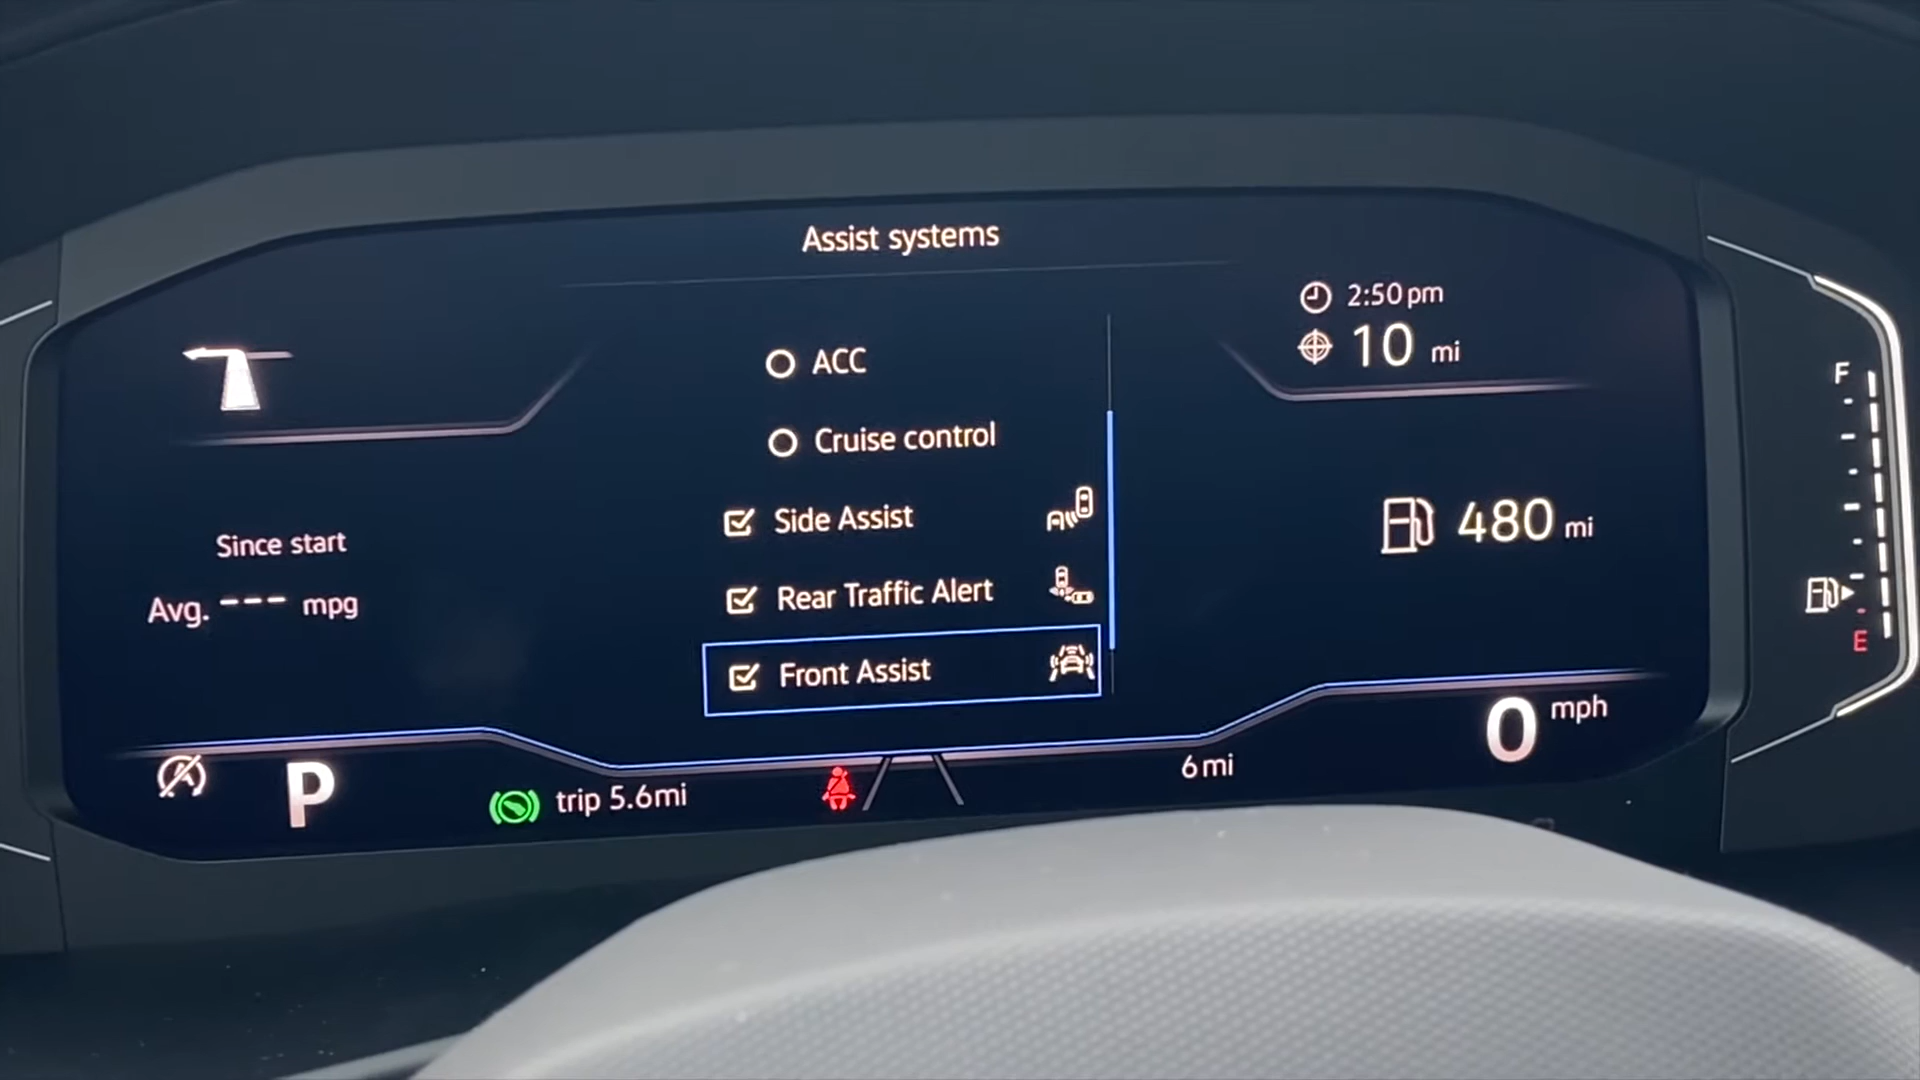 Assist systems
2:50 pm
10 mi
ACC
Cruise control
Side Assist
Rear Traffic Alert
Front Assist
Since start
Avg. --- mpg
480 mi
F
E
P
trip 5.6mi
6 mi
0 mph